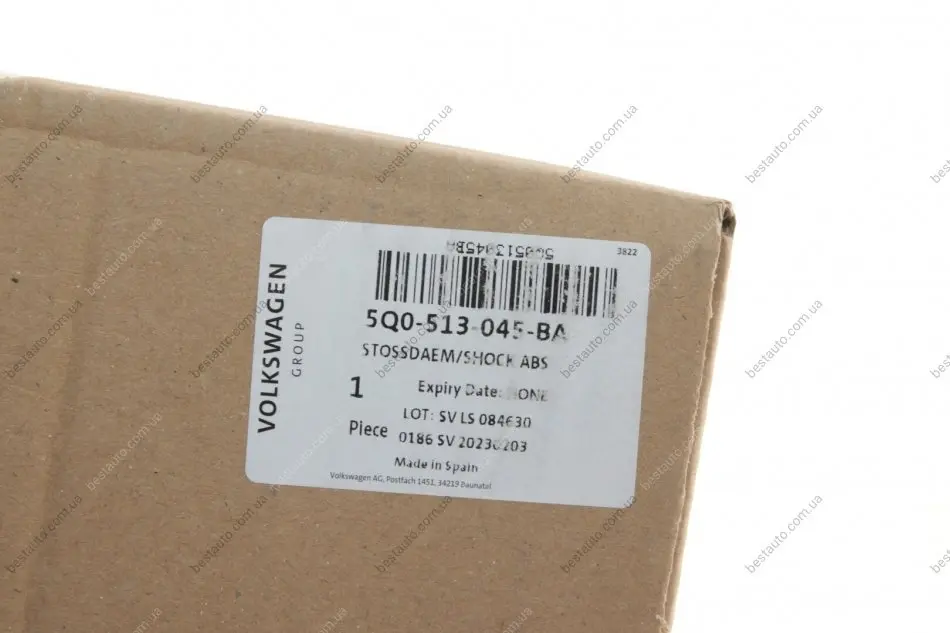 5Q0513045BA
3822
VOLKSWAGEN
GROUP
5Q0-513-045-BA
STOSSDAEM/SHOCK ABS
1 Expiry Date: NONE
LOT: SV LS 084630
Piece 0186 SV 20230203
Made in Spain
Volkswagen AG, Postfach 1451, 34219 Baunatal
bestauto.com.ua